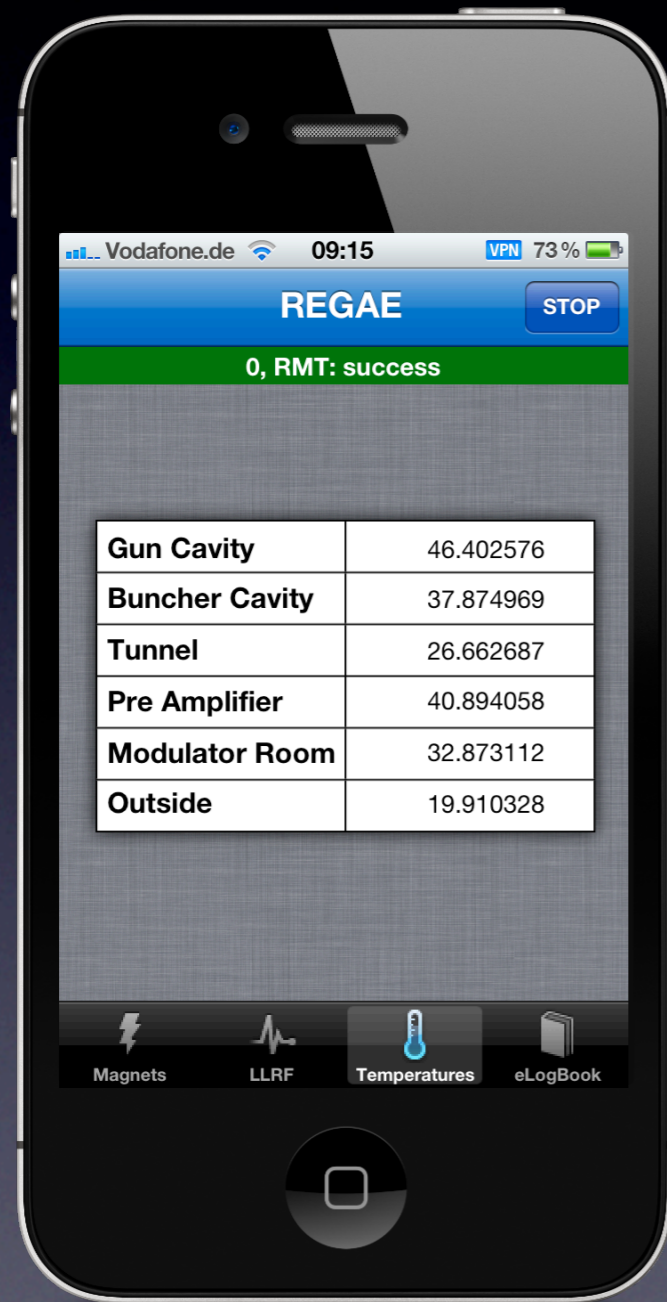 Vodafone.de 09:15 VPN 73%
REGAE STOP
0, RMT: success
Gun Cavity 46.402576
Buncher Cavity 37.874969
Tunnel 26.662687
Pre Amplifier 40.894058
Modulator Room 32.873112
Outside 19.910328
Magnets LLRF Temperatures eLogBook